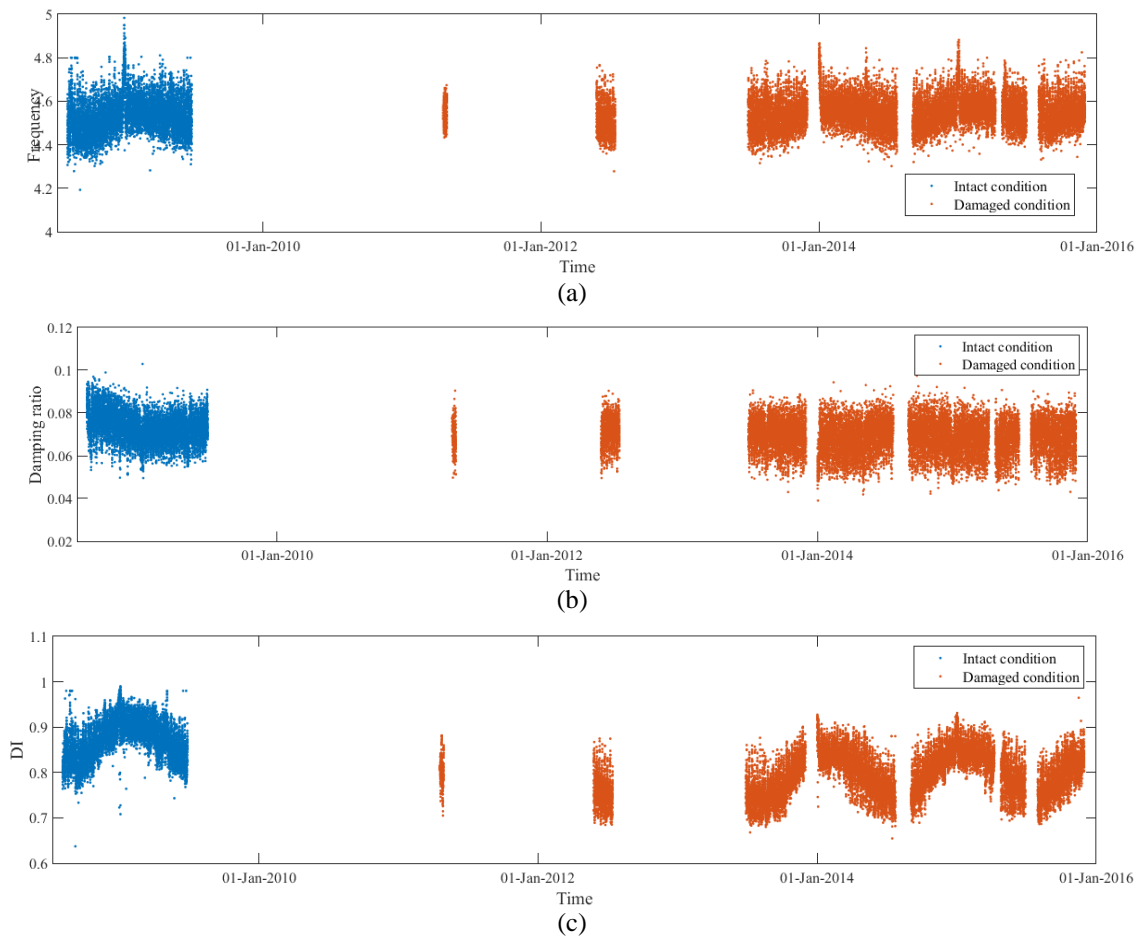 5
4.8
4.6
4.4
4.2
4
Frequency
Intact condition
Damaged condition
01-Jan-2010
01-Jan-2012
01-Jan-2014
01-Jan-2016
Time
(a)
0.12
0.1
0.08
0.06
0.04
0.02
Damping ratio
Intact condition
Damaged condition
01-Jan-2010
01-Jan-2012
01-Jan-2014
01-Jan-2016
Time
(b)
1.1
1
0.9
0.8
0.7
0.6
DI
Intact condition
Damaged condition
01-Jan-2010
01-Jan-2012
01-Jan-2014
01-Jan-2016
Time
(c)